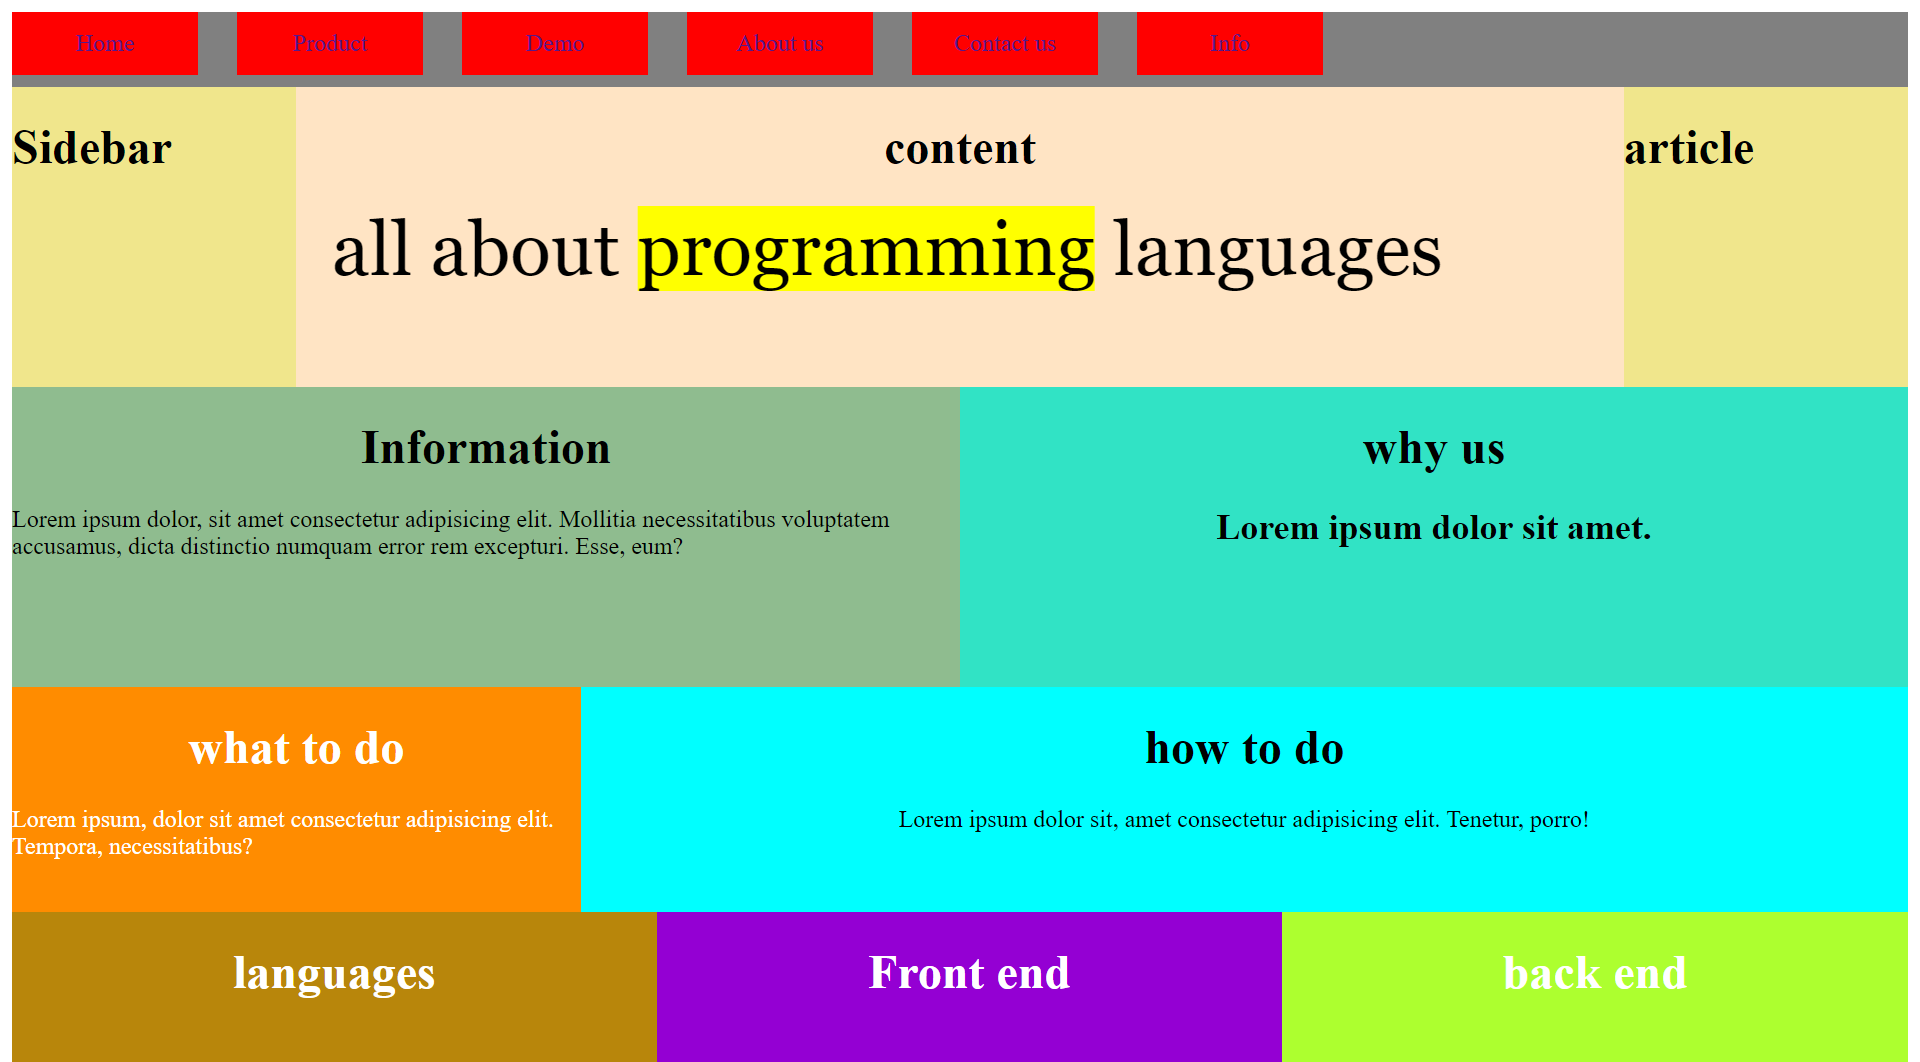 Home Product Demo About us Contact us Info
Sidebar
content
article
all about programming languages
Information
Lorem ipsum dolor, sit amet consectetur adipisicing elit. Mollitia necessitatibus voluptatem
accusamus, dicta distinctio numquam error rem excepturi. Esse, eum?
why us
Lorem ipsum dolor sit amet.
what to do
Lorem ipsum, dolor sit amet consectetur adipisicing elit.
Tempora, necessitatibus?
how to do
Lorem ipsum dolor sit, amet consectetur adipisicing elit. Tenetur, porro!
languages
Front end
back end